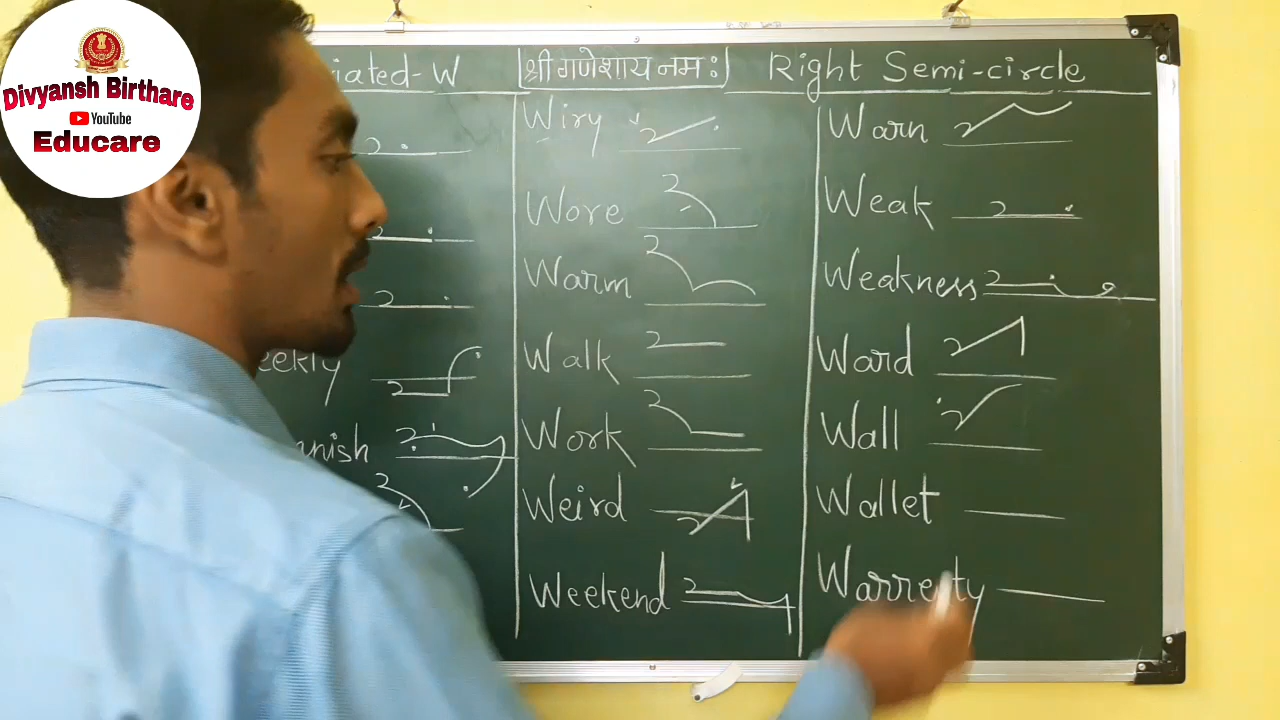 Divyansh Birthare
YouTube
Educare
iated-W
श्री गणेशाय नमः
Right Semi-circle
eekly
nish
Wiry
Wore
Warm
Walk
Work
Weird
Weekend
Warn
Weak
Weakness
Ward
Wall
Wallet